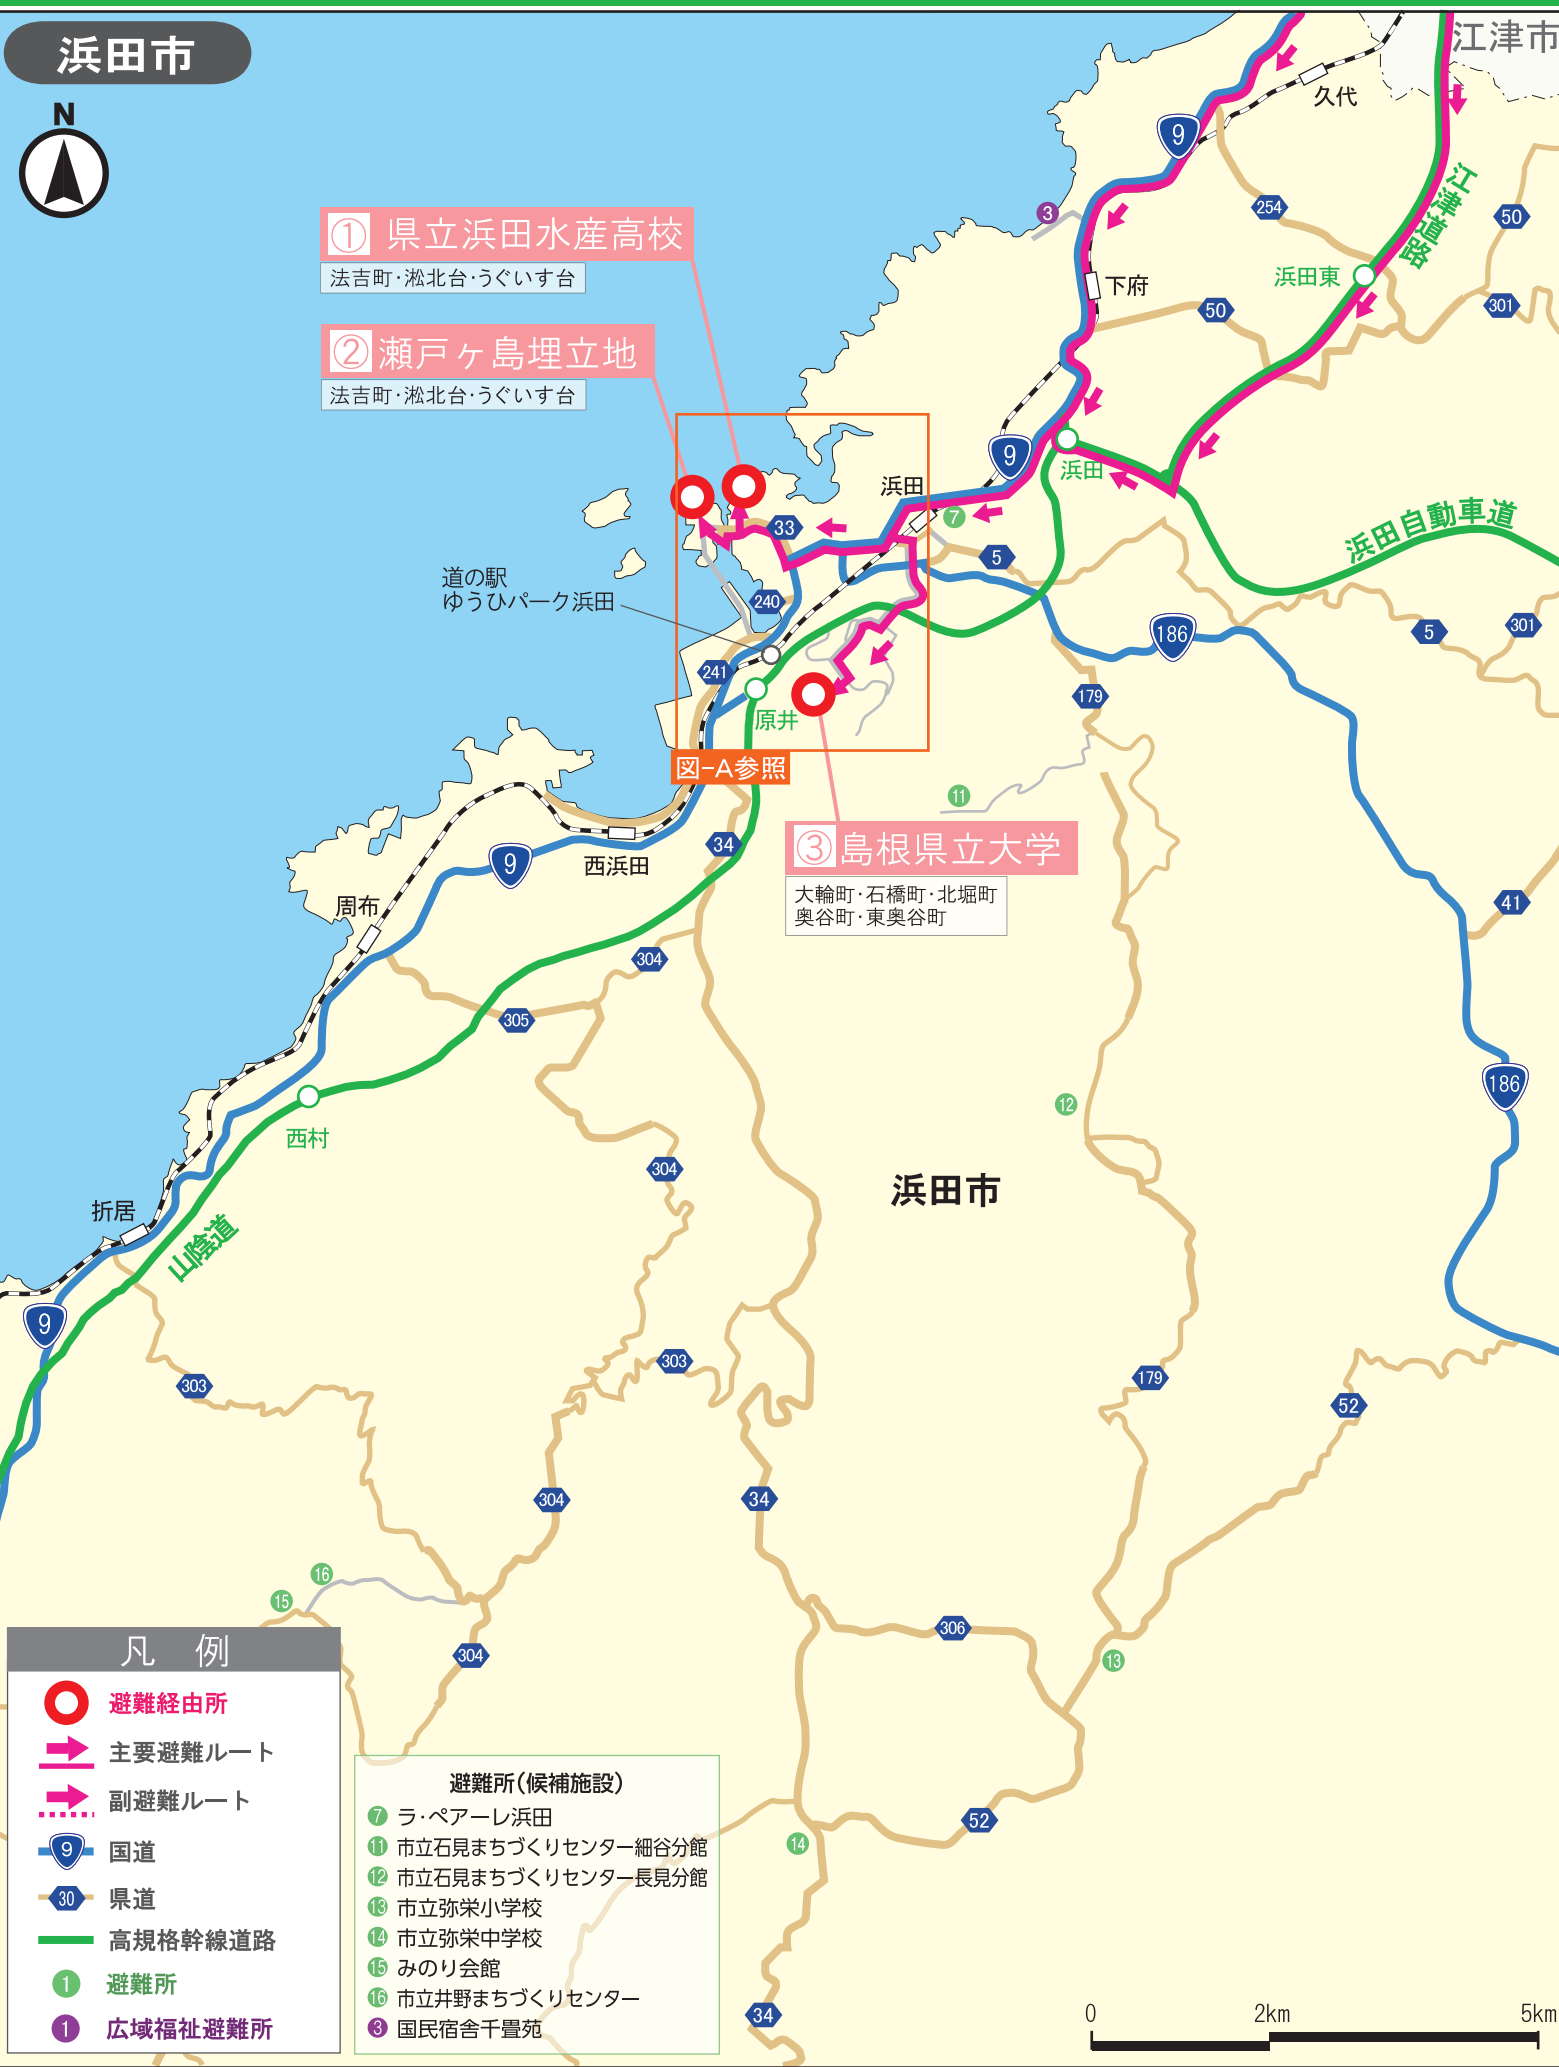 浜田市
江津市
N
久代
9
3
254
江津道路
50
① 県立浜田水産高校
法吉町・淞北台・うぐいす台
下府
浜田東
50
301
② 瀬戸ヶ島埋立地
法吉町・淞北台・うぐいす台
9
浜田
浜田
7
33
5
浜田自動車道
道の駅
ゆうひパーク浜田
240
186
5
301
241
原井
179
図-A参照
11
34
③ 島根県立大学
大輪町・石橋町・北堀町
奥谷町・東奥谷町
9
西浜田
周布
41
304
305
186
12
西村
304
浜田市
折居
山陰道
9
303
303
179
52
304
34
16
15
304
306
13
凡 例
避難経由所
主要避難ルート
副避難ルート
9 国道
30 県道
高規格幹線道路
1 避難所
1 広域福祉避難所
避難所(候補施設)
7 ラ・ペアーレ浜田
11 市立石見まちづくりセンター細谷分館
12 市立石見まちづくりセンター長見分館
13 市立弥栄小学校
14 市立弥栄中学校
15 みのり会館
16 市立井野まちづくりセンター
3 国民宿舎千畳苑
52
14
34
0 2km 5km